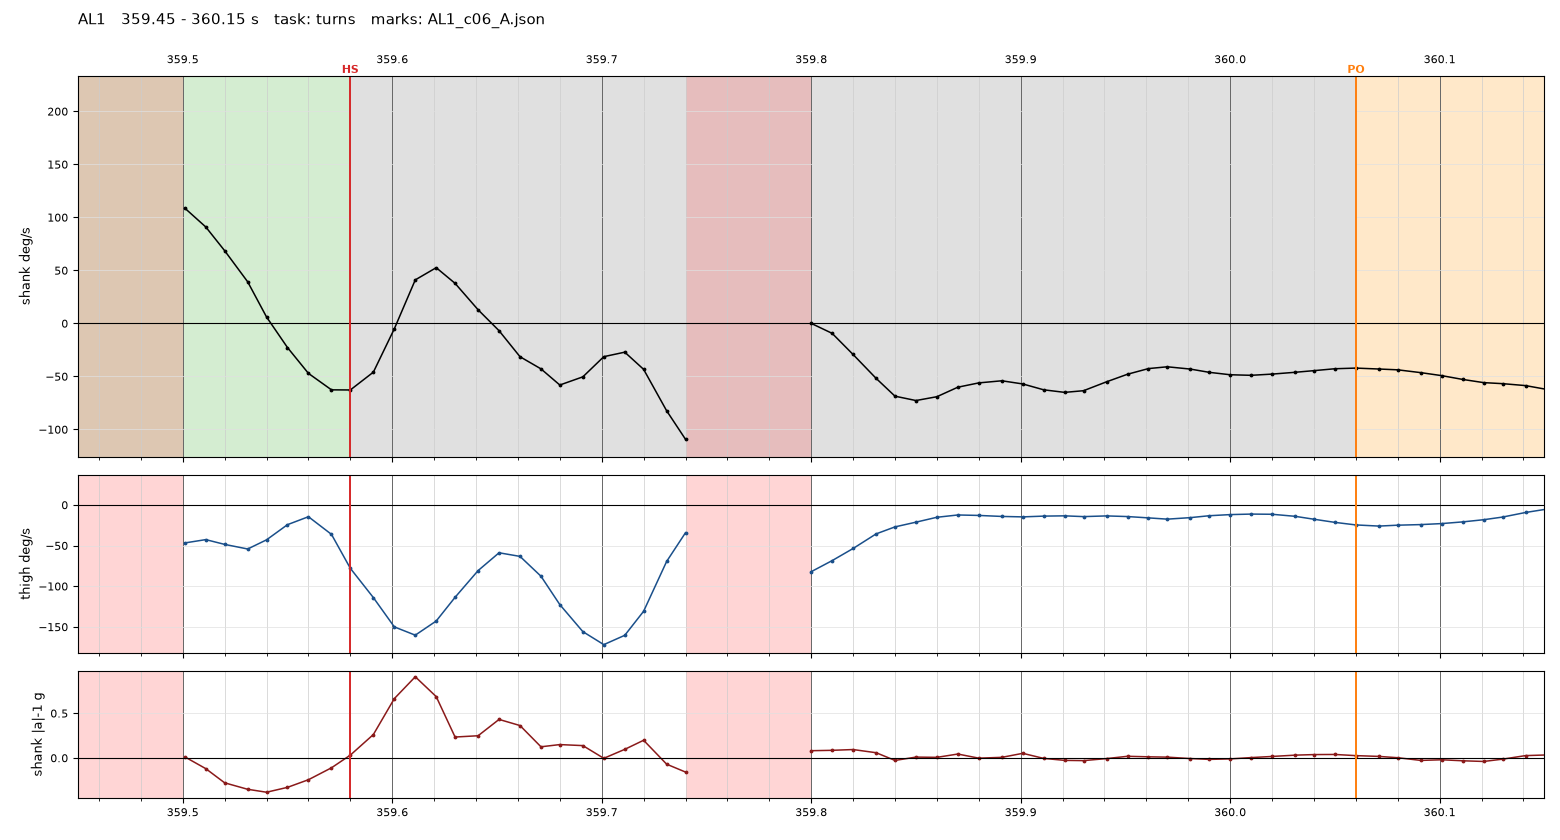 AL1   359.45 - 360.15 s   task: turns   marks: AL1_c06_A.json
359.5 359.6 359.7 359.8 359.9 360.0 360.1
HS PO
shank deg/s
200
150
100
50
0
−50
−100
thigh deg/s
0
−50
−100
−150
shank |a|-1 g
0.5
0.0
359.5 359.6 359.7 359.8 359.9 360.0 360.1